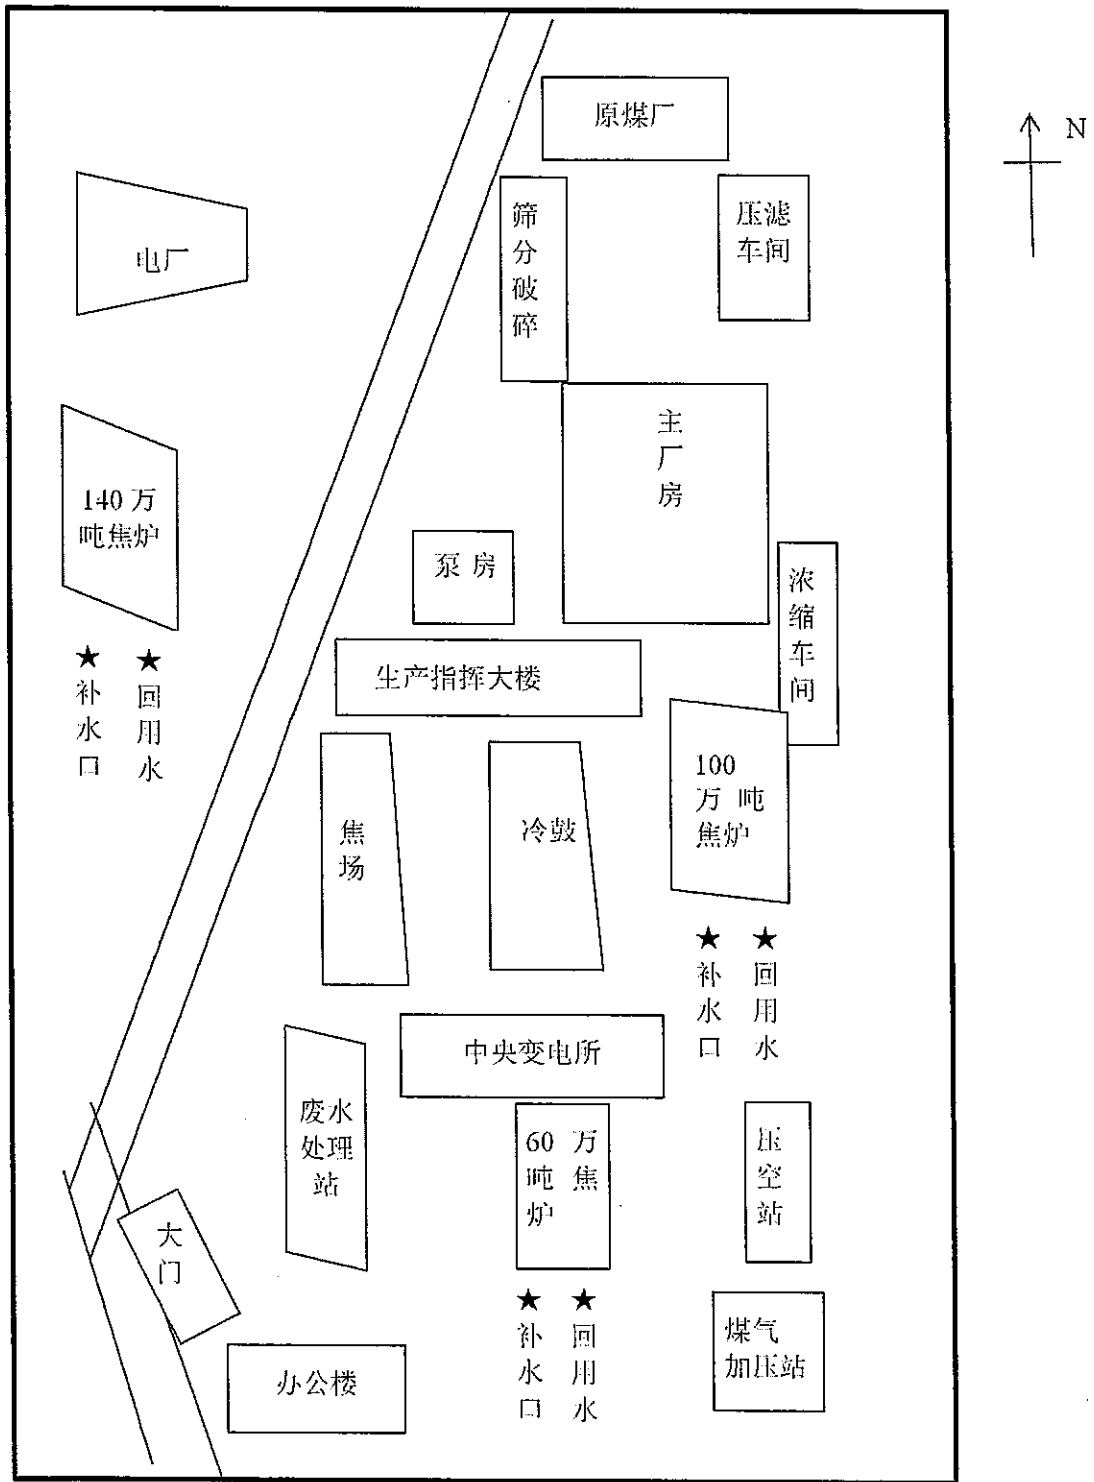 原煤厂
N
筛分破碎
压滤
车间
电厂
主厂房
140 万
吨焦炉
泵 房
浓缩车间
★ ★
补水口
回用水
生产指挥大楼
100
万 吨
焦炉
焦场
冷鼓
★ ★
补水口
回用水
中央变电所
废水
处理
站
60 万
吨 焦
炉
压空站
大门
★ ★
补水口
回用水
煤气
加压站
办公楼